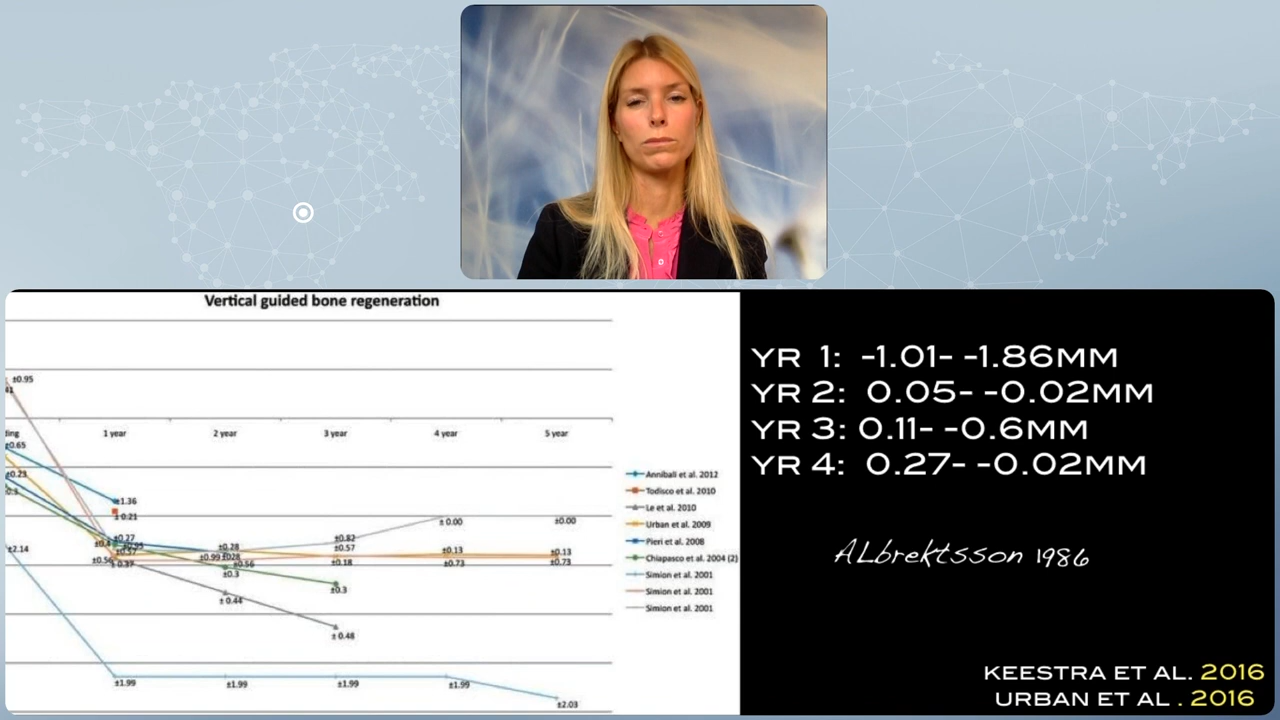 Vertical guided bone regeneration
±0.95
1 year
2 year
3 year
4 year
5 year
±0.65
±0.23
±2.14
±1.36
± 0.21
±0.27
±0.37
±0.28
±0.99
±0.56
±0.3
±0.82
±0.57
±0.18
±0.3
± 0.44
± 0.48
± 0.00
±0.00
±0.13
±0.73
±0.13
±0.73
±1.99
±1.99
±1.99
±1.99
±2.03
Annibali et al. 2012
Todisco et al. 2010
Le et al. 2010
Urban et al. 2009
Pieri et al. 2008
Chiapasco et al. 2004 (2)
Simion et al. 2001
Simion et al. 2001
Simion et al. 2001
YR 1: -1.01- -1.86MM
YR 2: 0.05- -0.02MM
YR 3: 0.11- -0.6MM
YR 4: 0.27- -0.02MM
ALbrektsson 1986
KEESTRA ET AL. 2016
URBAN ET AL . 2016